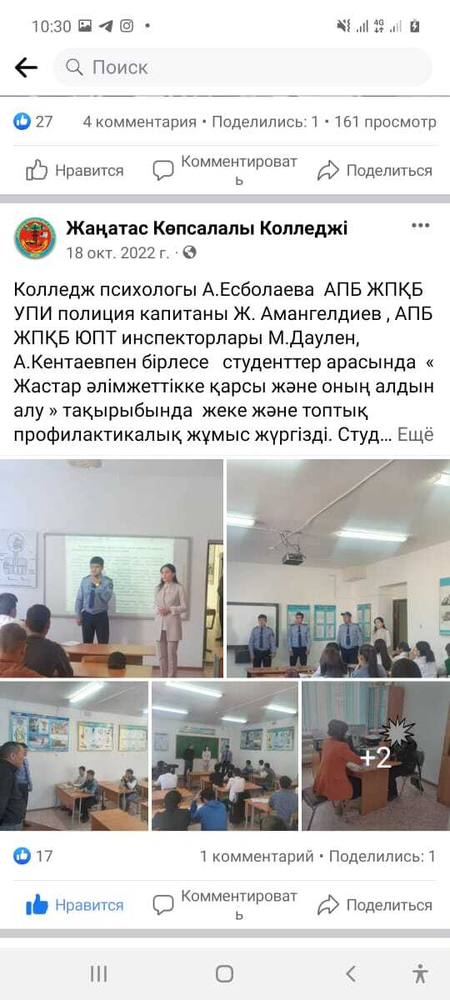 10:30
4G
Поиск
27 4 комментария • Поделились: 1 • 161 просмотр
Нравится Комментироват
ь Поделиться
Жаңатас Көпсалалы Колледжі
18 окт. 2022 г. ·
Колледж психологы А.Есболаева АПБ ЖПҚБ
УПИ полиция капитаны Ж. Амангелдиев , АПБ
ЖПҚБ ЮПТ инспекторлары М.Даулен,
А.Кентаевпен бірлесе студенттер арасында «
Жастар әлімжеттікке қарсы және оның алдын
алу » тақырыбында жеке және топтық
профилактикалық жұмыс жүргізді. Студ... Ещё
+2
17 1 комментарий • Поделились: 1
Нравится Комментироват
ь Поделиться